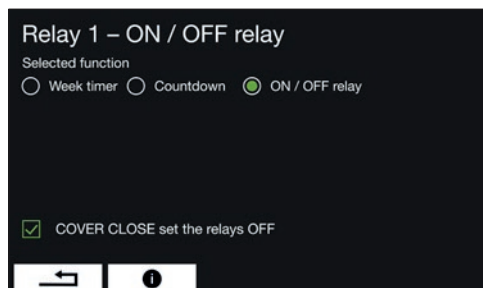 Relay 1 – ON / OFF relay
Selected function
Week timer Countdown ON / OFF relay
COVER CLOSE set the relays OFF